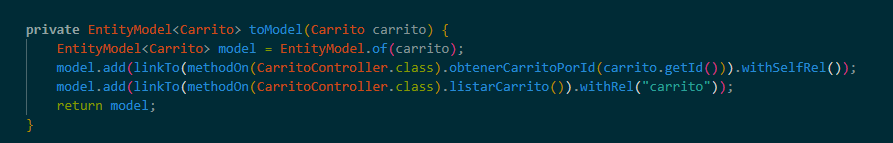 private EntityModel<Carrito> toModel(Carrito carrito) {
    EntityModel<Carrito> model = EntityModel.of(carrito);
    model.add(linkTo(methodOn(CarritoController.class).obtenerCarritoPorId(carrito.getId())).withSelfRel());
    model.add(linkTo(methodOn(CarritoController.class).listarCarrito()).withRel("carrito"));
    return model;
}